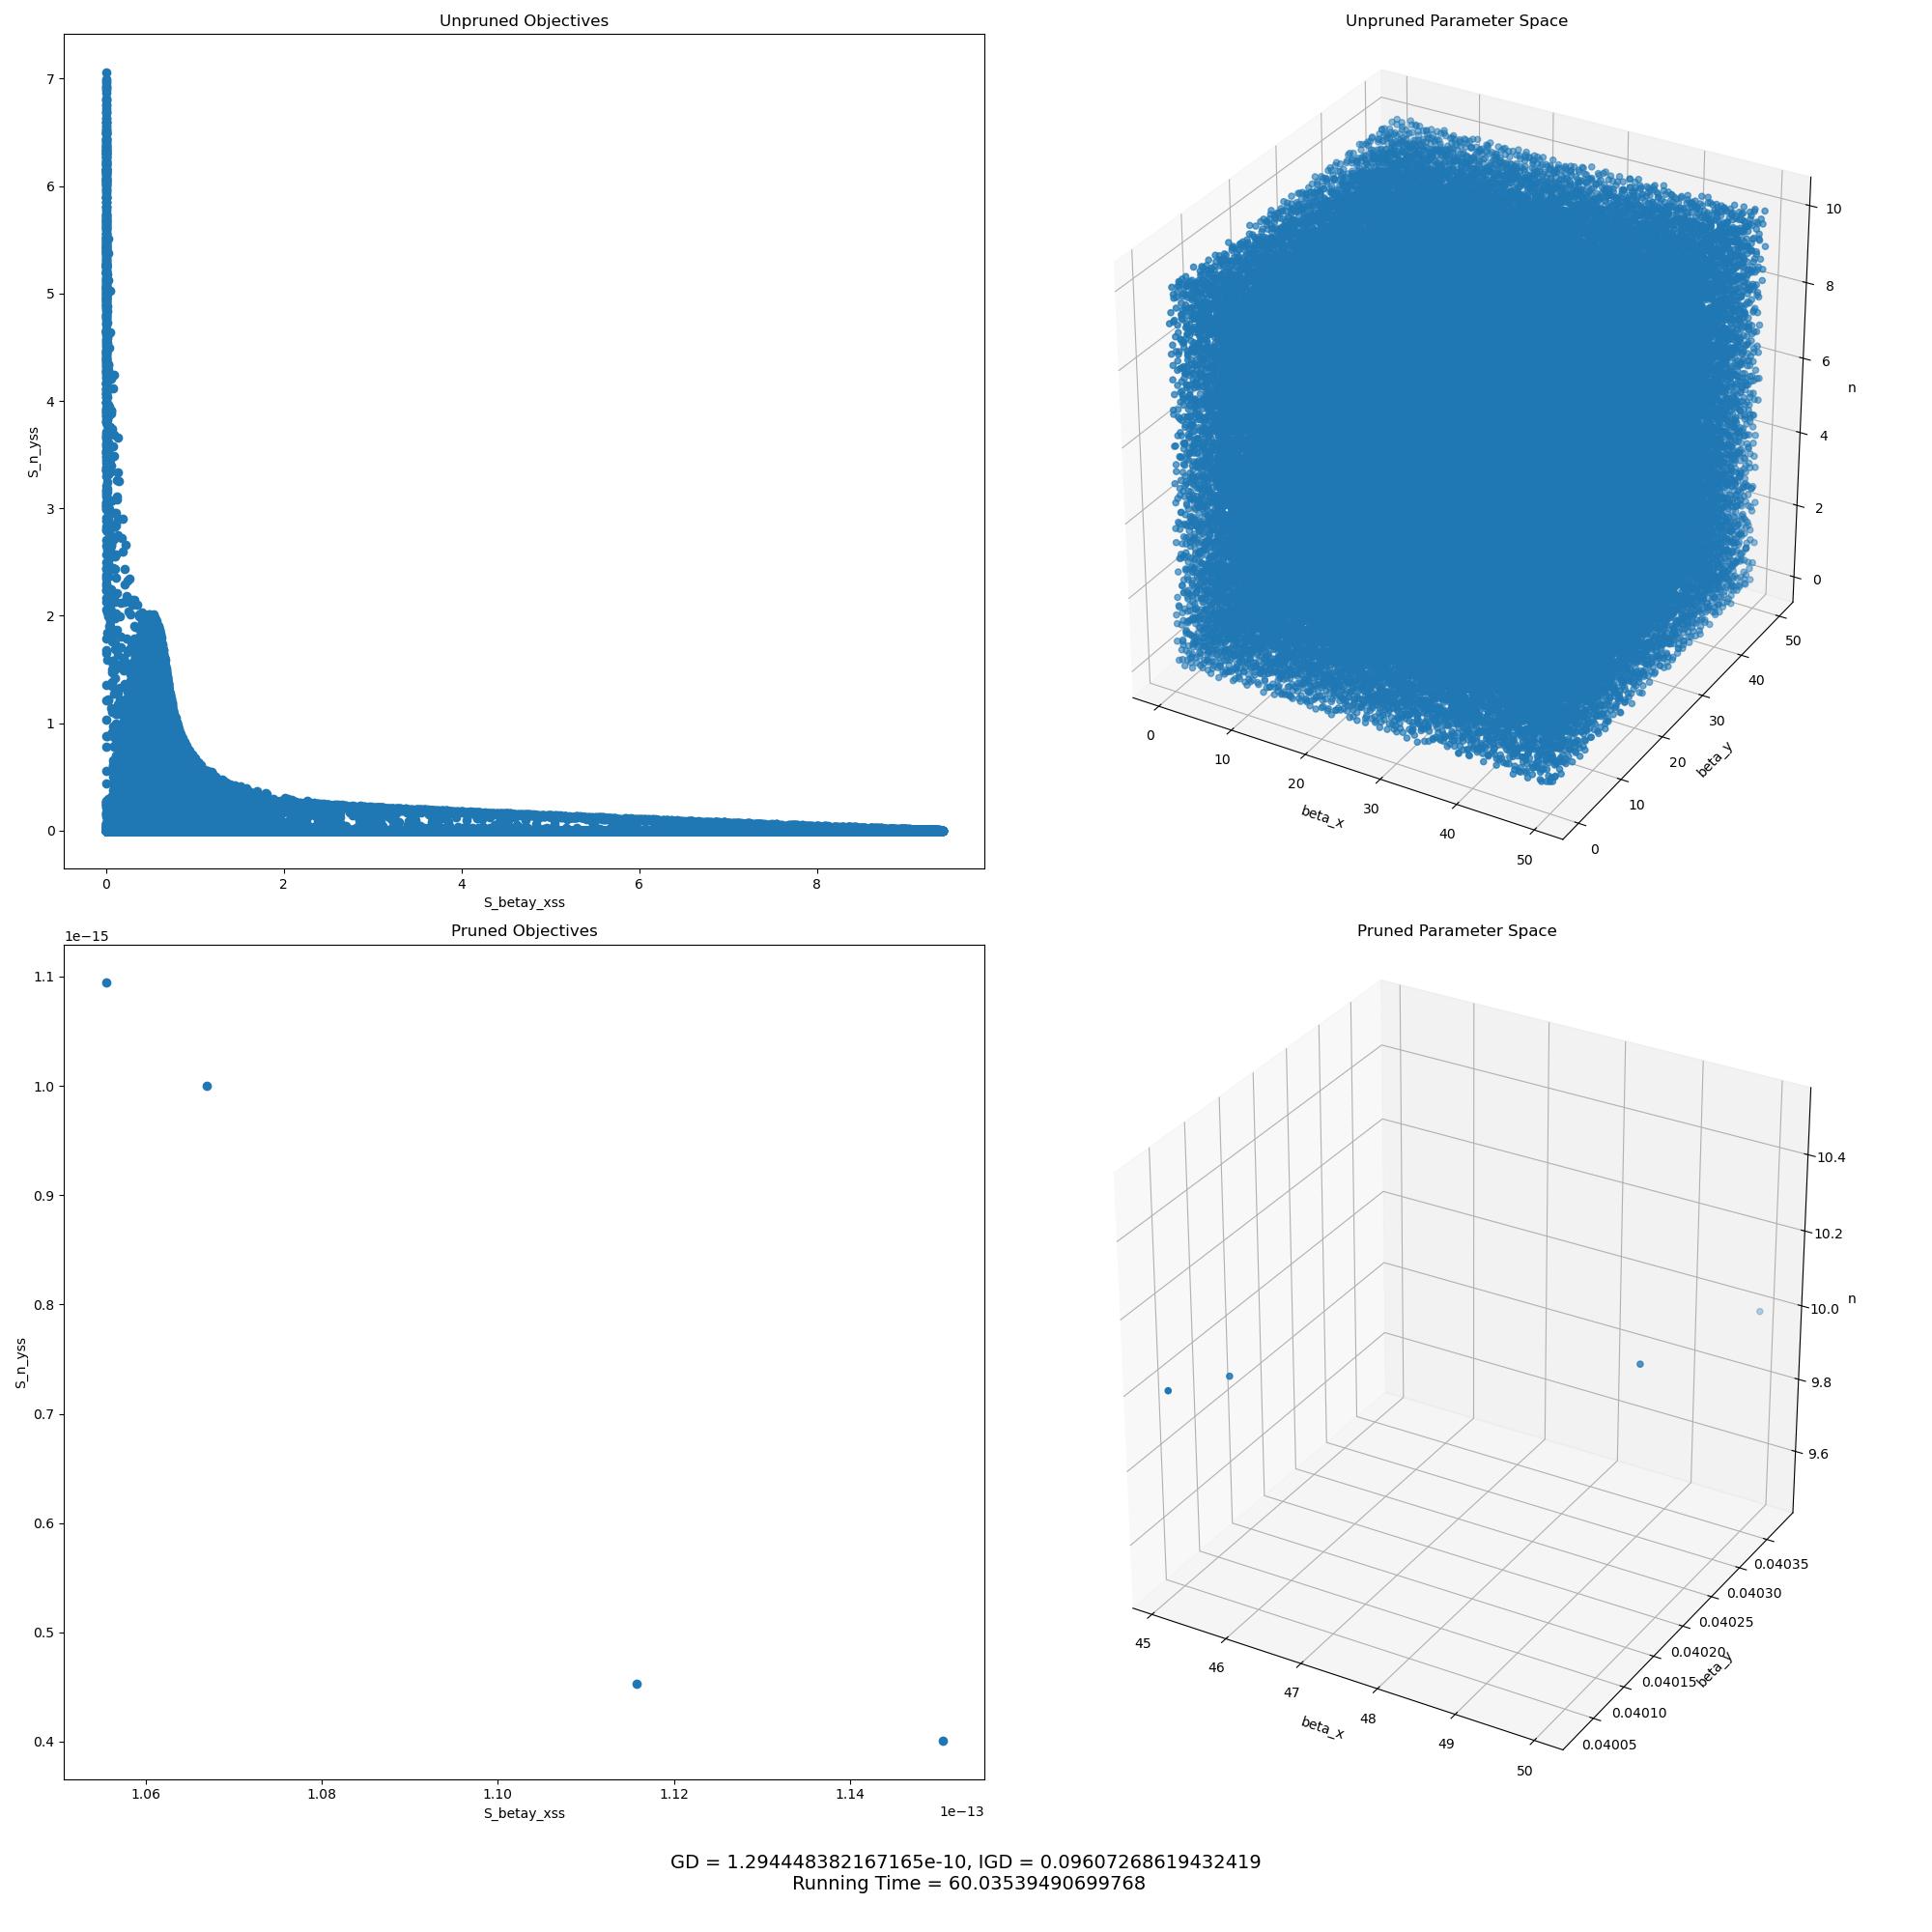 Unpruned Objectives
7
6
5
4
3
2
1
0
S_n_yss
0 2 4 6 8
S_betay_xss
Unpruned Parameter Space
10
8
6
4
2
0
n
0 10 20 30 40 50
beta_x
0 10 20 30 40 50
beta_y
Pruned Objectives
1e−15
1.1
1.0
0.9
0.8
0.7
0.6
0.5
0.4
S_n_yss
1.06 1.08 1.10 1.12 1.14
1e−13
S_betay_xss
Pruned Parameter Space
10.4
10.2
10.0
9.8
9.6
n
45 46 47 48 49 50
beta_x
0.04005 0.04010 0.04015 0.04020 0.04025 0.04030 0.04035
beta_y
GD = 1.294448382167165e-10, IGD = 0.09607268619432419
Running Time = 60.03539490699768